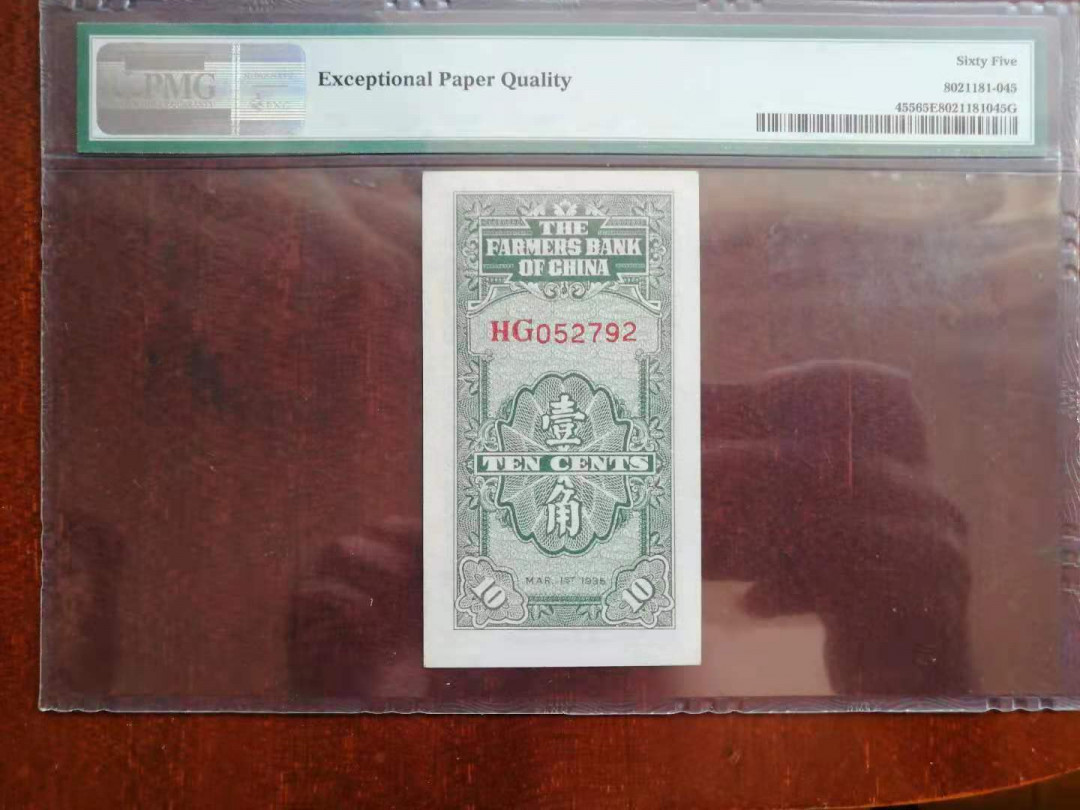 PMG
Exceptional Paper Quality
Sixty Five
8021181-045
45565E8021181045G
THE
FARMERS BANK
OF CHINA
HG052792
壹
TEN CENTS
角
MAR. 1ST 1935
10
10